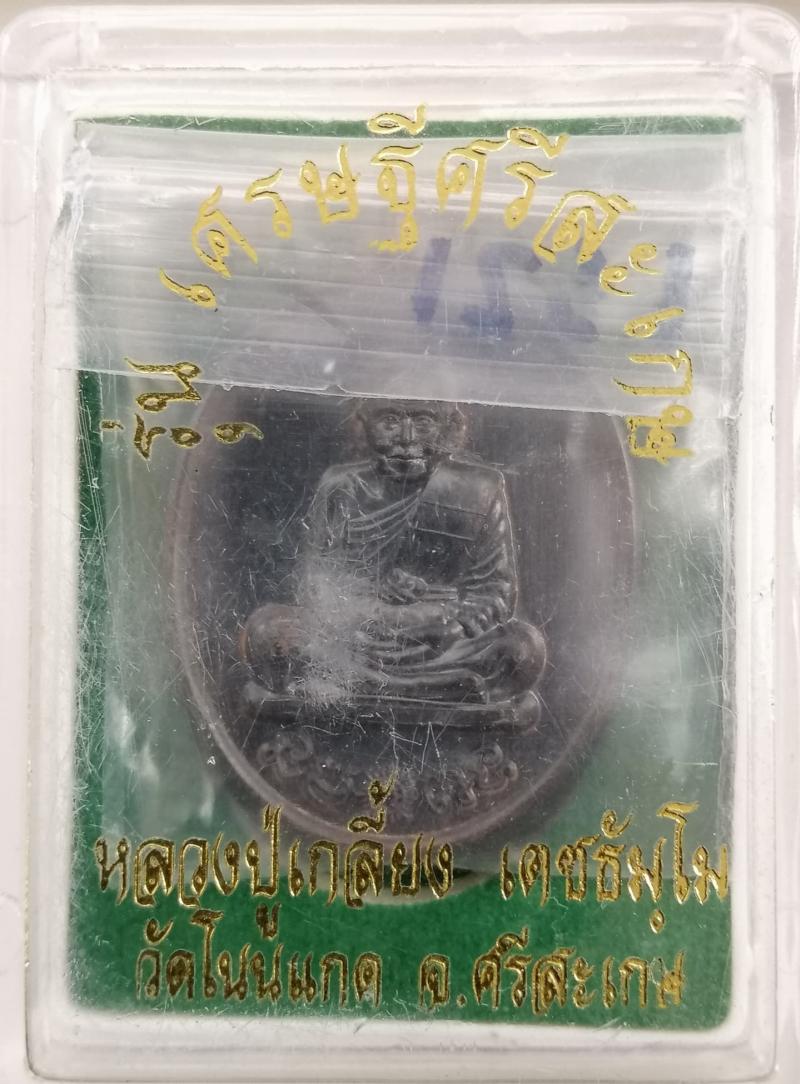 รุ่น เศรษฐีศรีสะเกษ
หลวงปู่เกลี้ยง เตชธัมฺโม
วัดโนนแกด จ.ศรีสะเกษ